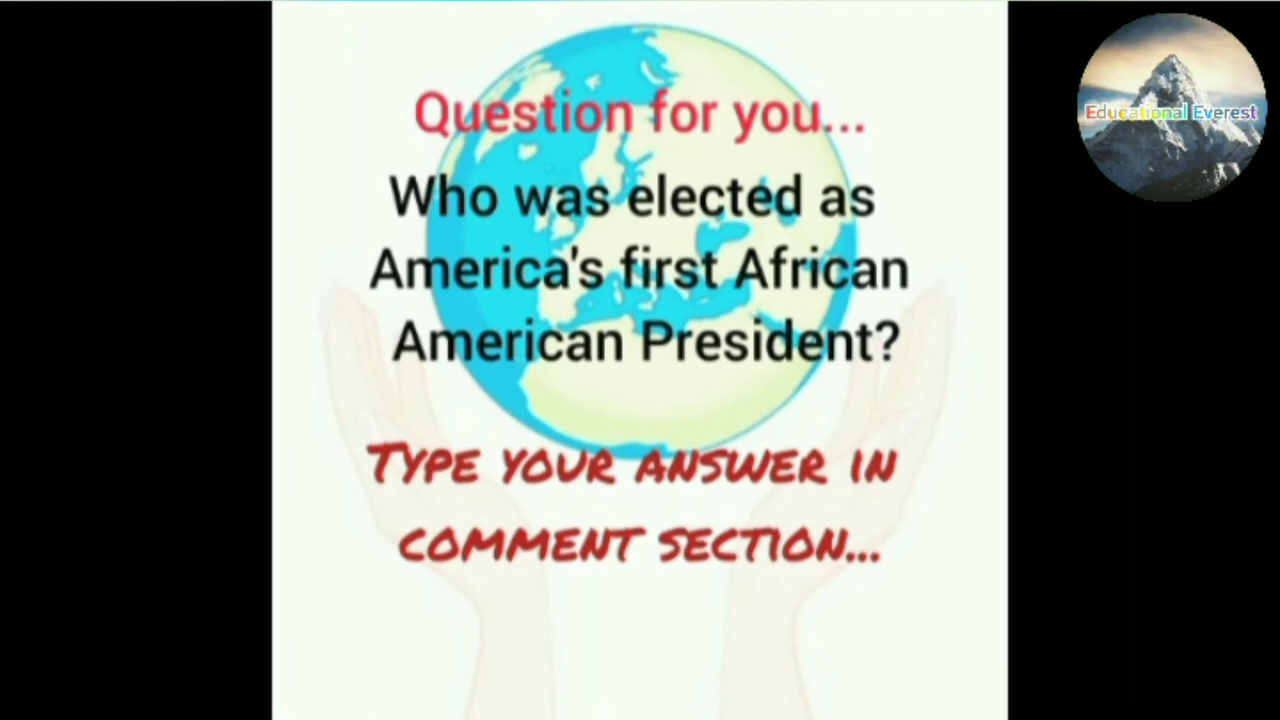 Question for you...
Who was elected as
America's first African
American President?
Type your answer in
comment section...
Educational Everest